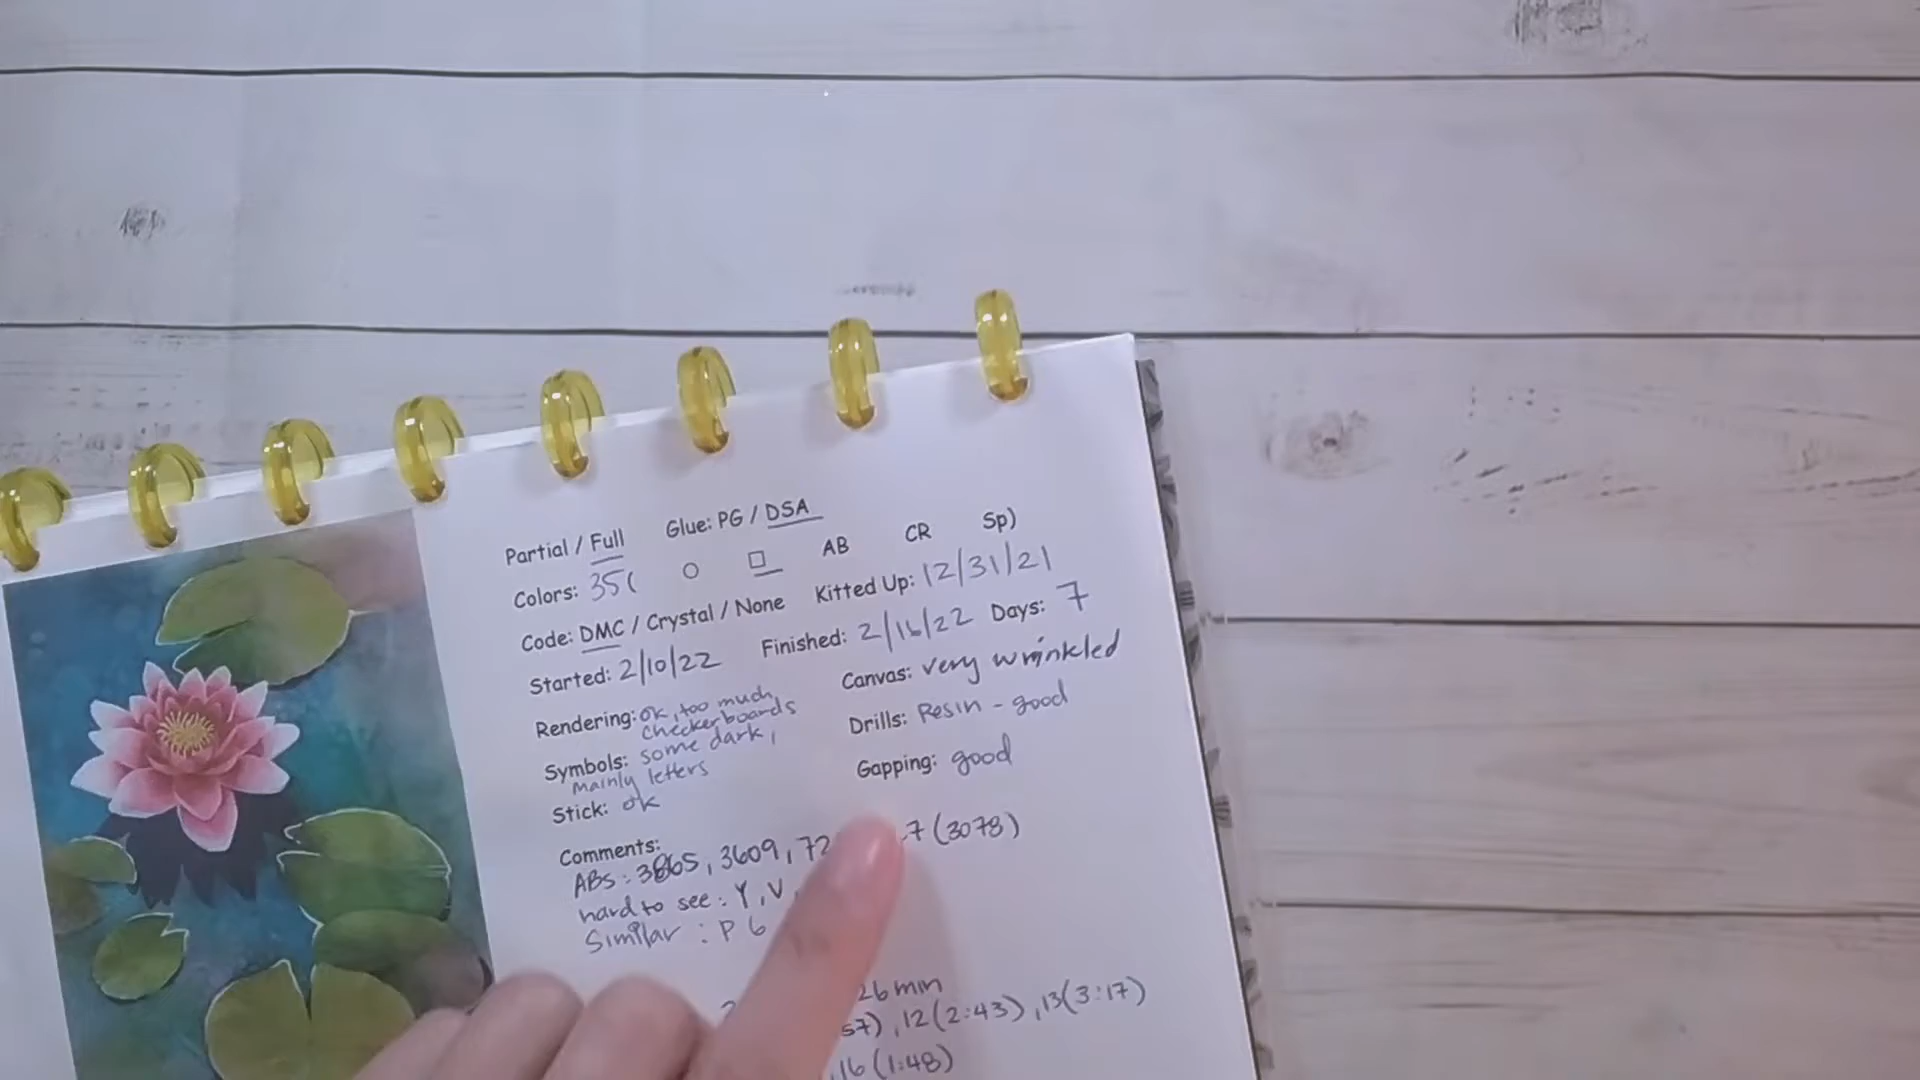 Partial / Full Glue: PG / DSA
Colors: 35( ○ □ AB CR Sp)
Code: DMC / Crystal / None Kitted Up: 12/31/21
Started: 2/10/22 Finished: 2/16/22 Days: 7
Rendering: ok, too much checkerboards Canvas: very wrinkled
Symbols: some dark, mainly letters Drills: Resin - good
Stick: ok Gapping: good
Comments:
ABs: 3865, 3609, 72 7 (3078)
hard to see: Y, V,
Similar: P 6
26 min
57), 12 (2:43), 13 (3:17)
,16 (1:48)